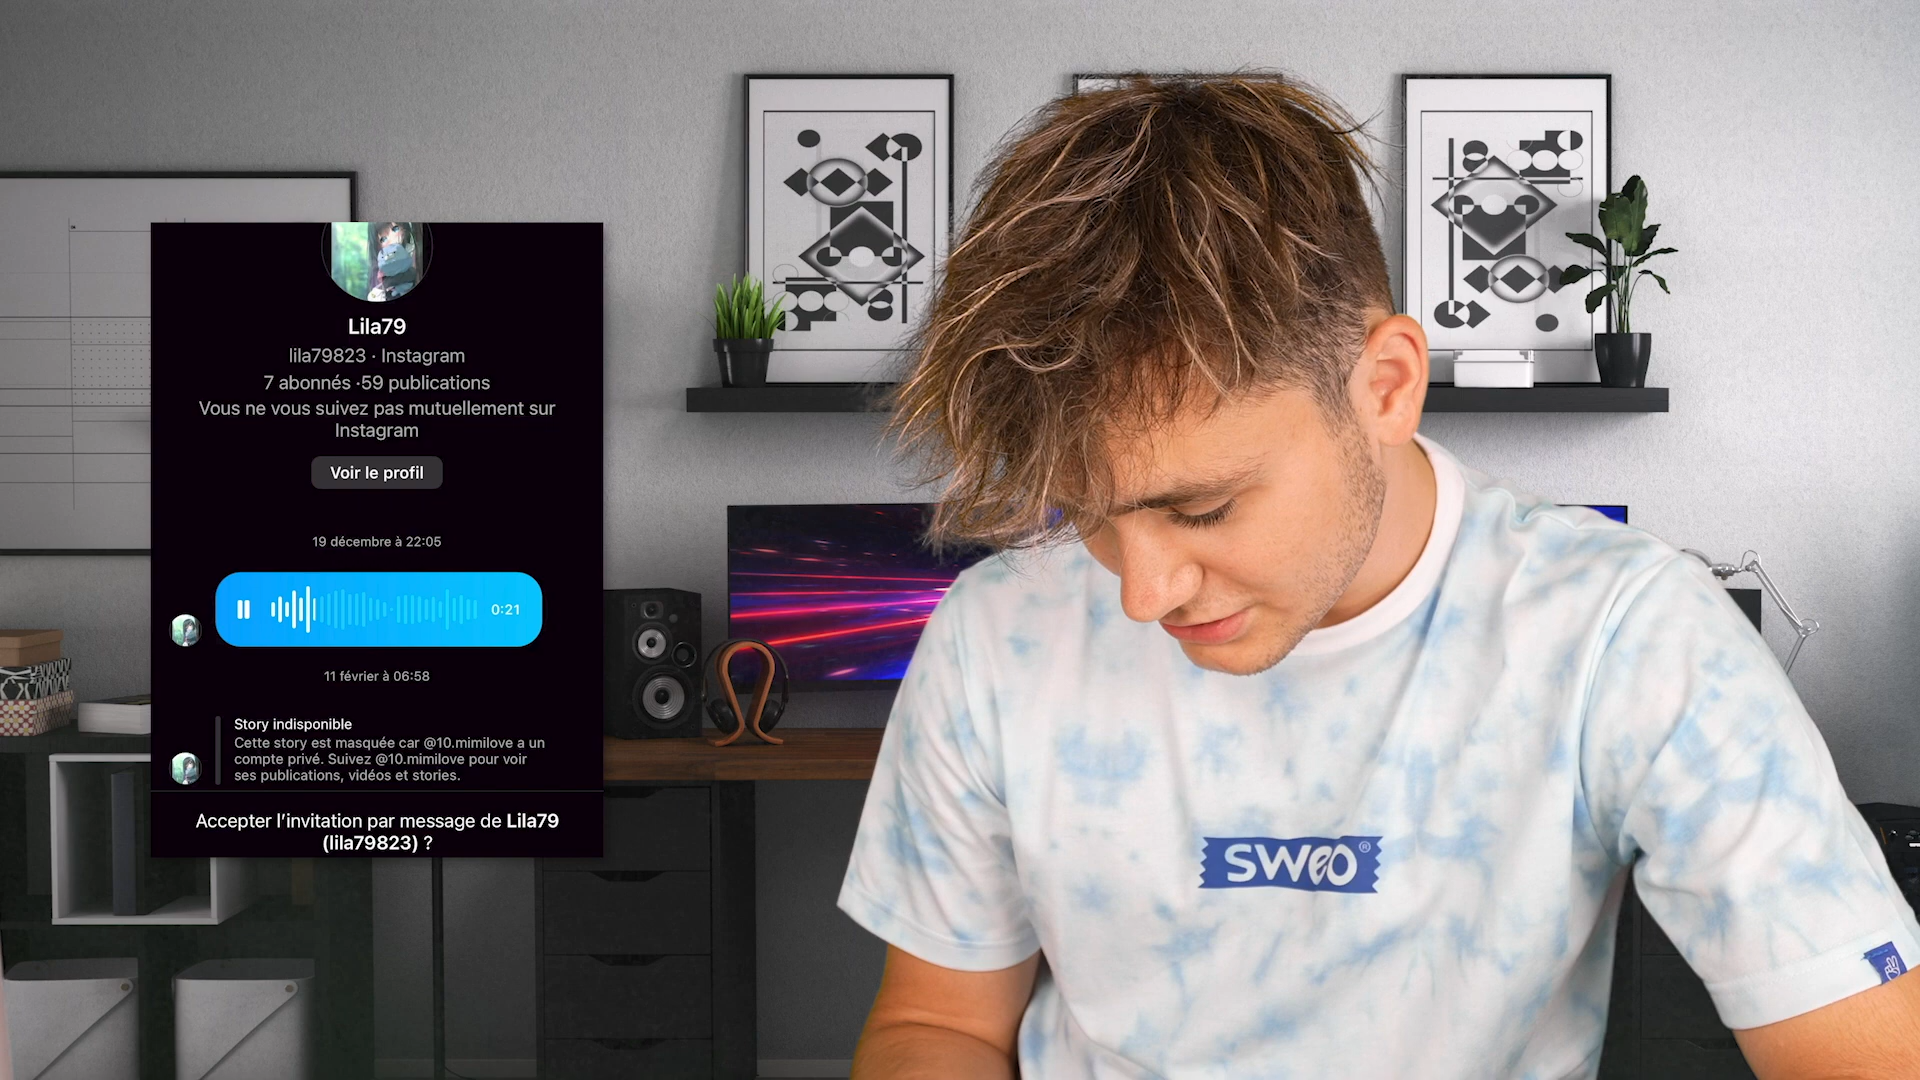 Lila79
lila79823 · Instagram
7 abonnés ·59 publications
Vous ne vous suivez pas mutuellement sur
Instagram
Voir le profil
19 décembre à 22:05
0:21
11 février à 06:58
Story indisponible
Cette story est masquée car @10.mimilove a un
compte privé. Suivez @10.mimilove pour voir
ses publications, vidéos et stories.
Accepter l’invitation par message de Lila79
(lila79823) ?
sweo®